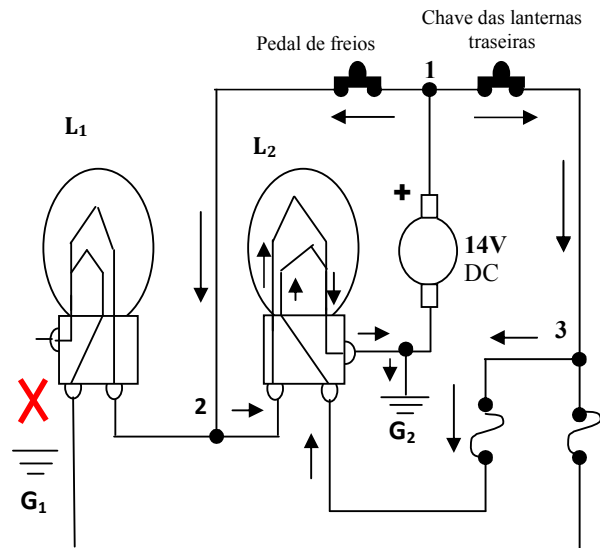 Chave das lanternas
traseiras
Pedal de freios
1
L₁
L₂
+
14V
DC
3
2
X
G₁
G₂